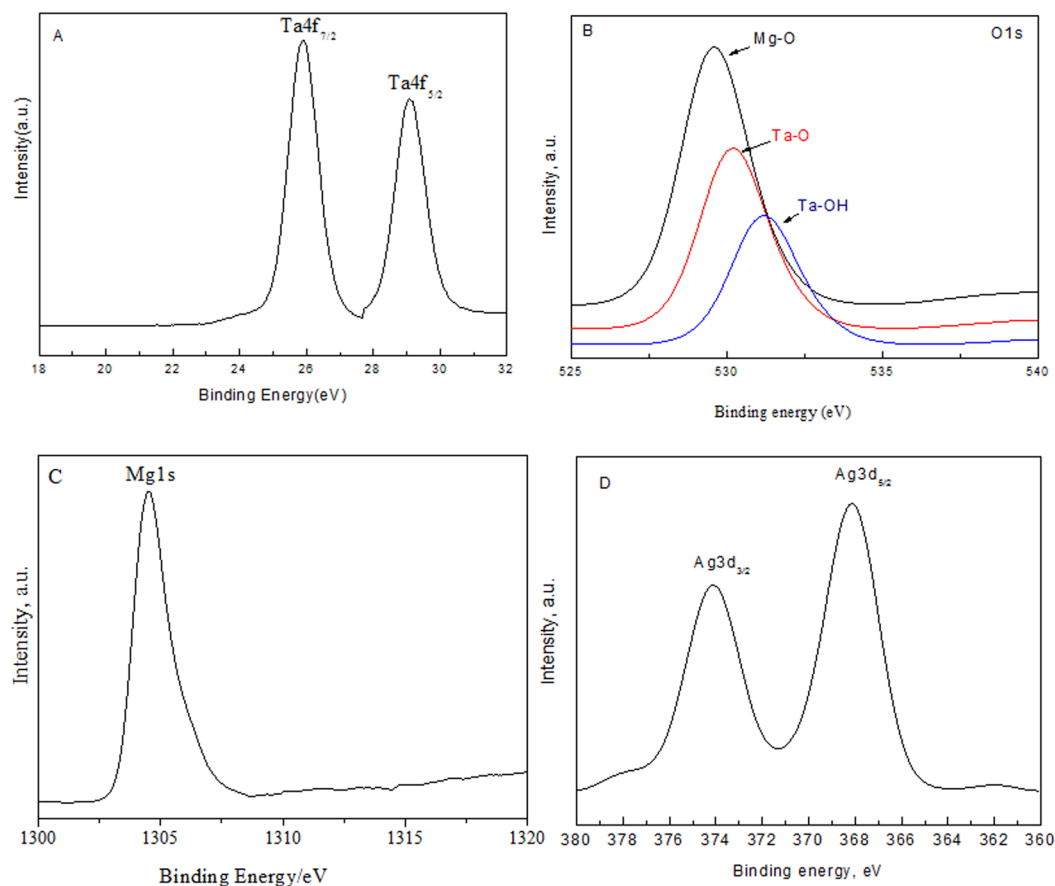 A
Ta4f7/2
Ta4f5/2
Intensity(a.u.)
18 20 22 24 26 28 30 32
Binding Energy(eV)
B
O1s
Mg-O
Ta-O
Ta-OH
Intensity, a.u.
525 530 535 540
Binding energy (eV)
C
Mg1s
Intensity, a.u.
1300 1305 1310 1315 1320
Binding Energy/eV
D
Ag3d5/2
Ag3d3/2
Intensity, a.u.
380 378 376 374 372 370 368 366 364 362 360
Binding energy, eV